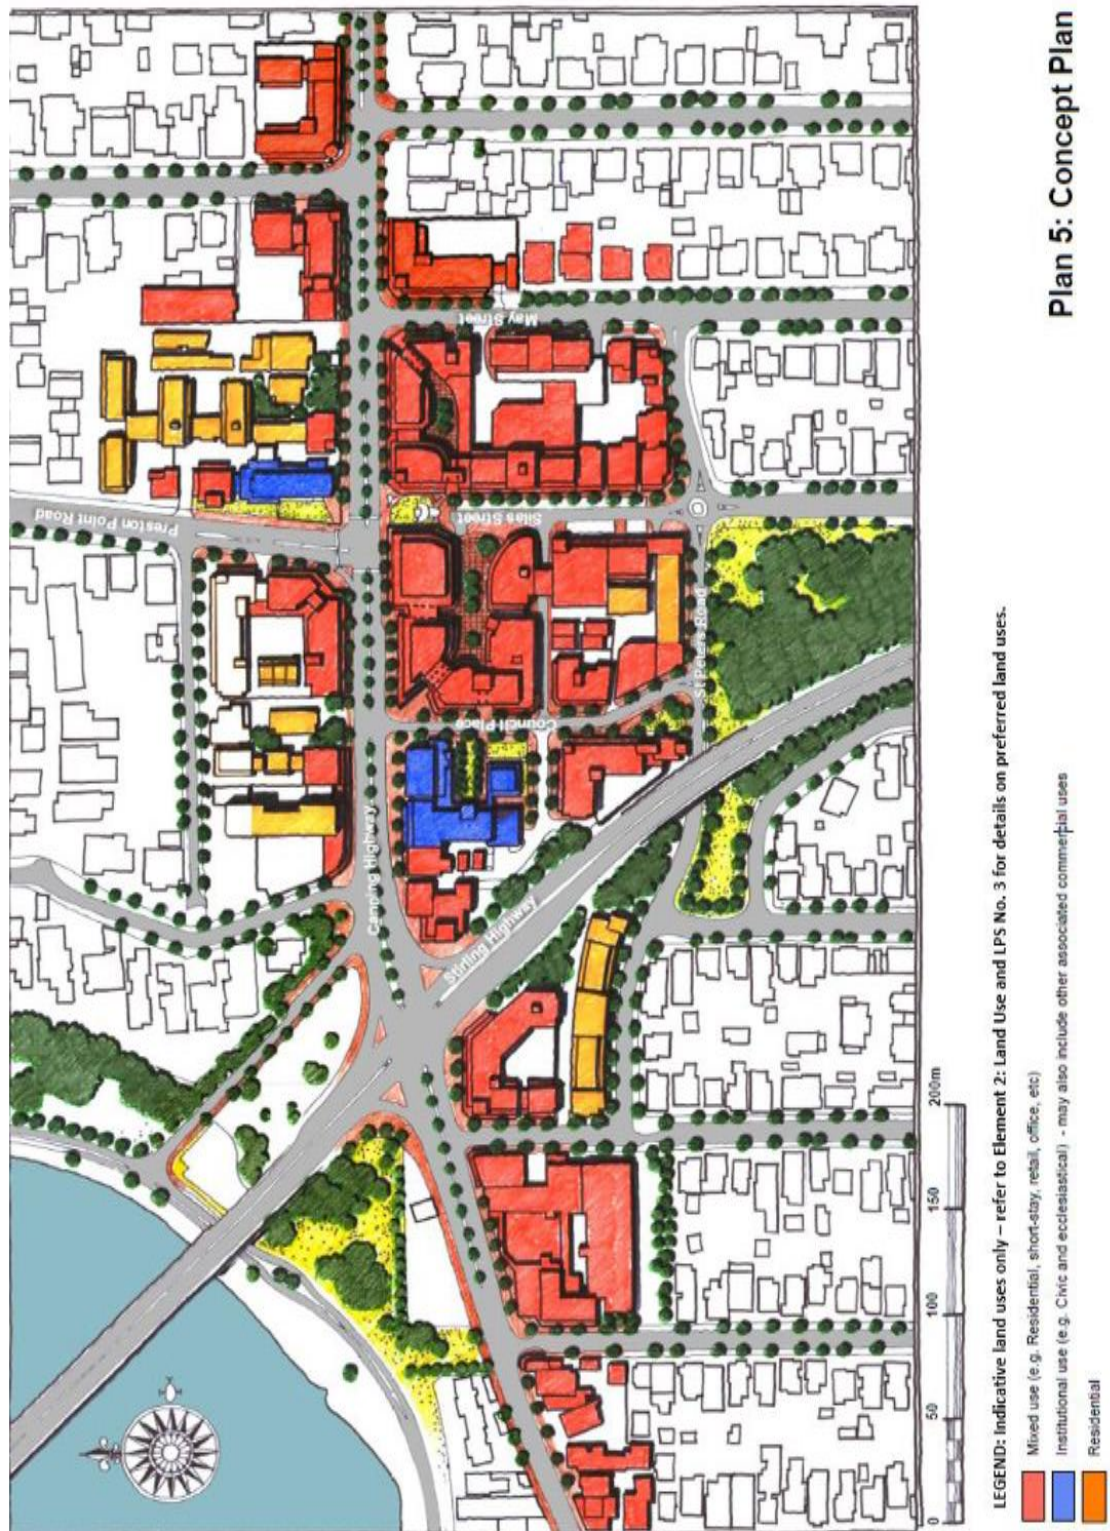 Plan 5: Concept Plan
May Street
Silas Street
Preston Point Road
St Peters Road
Council Place
Canning Highway
Stirling Highway
0
50
100
150
200m
LEGEND: Indicative land uses only – refer to Element 2: Land Use and LPS No. 3 for details on preferred land uses.
Mixed use (e.g. Residential, short-stay, retail, office, etc)
Institutional use (e.g. Civic and ecclesiastical) - may also include other associated commercial uses
Residential